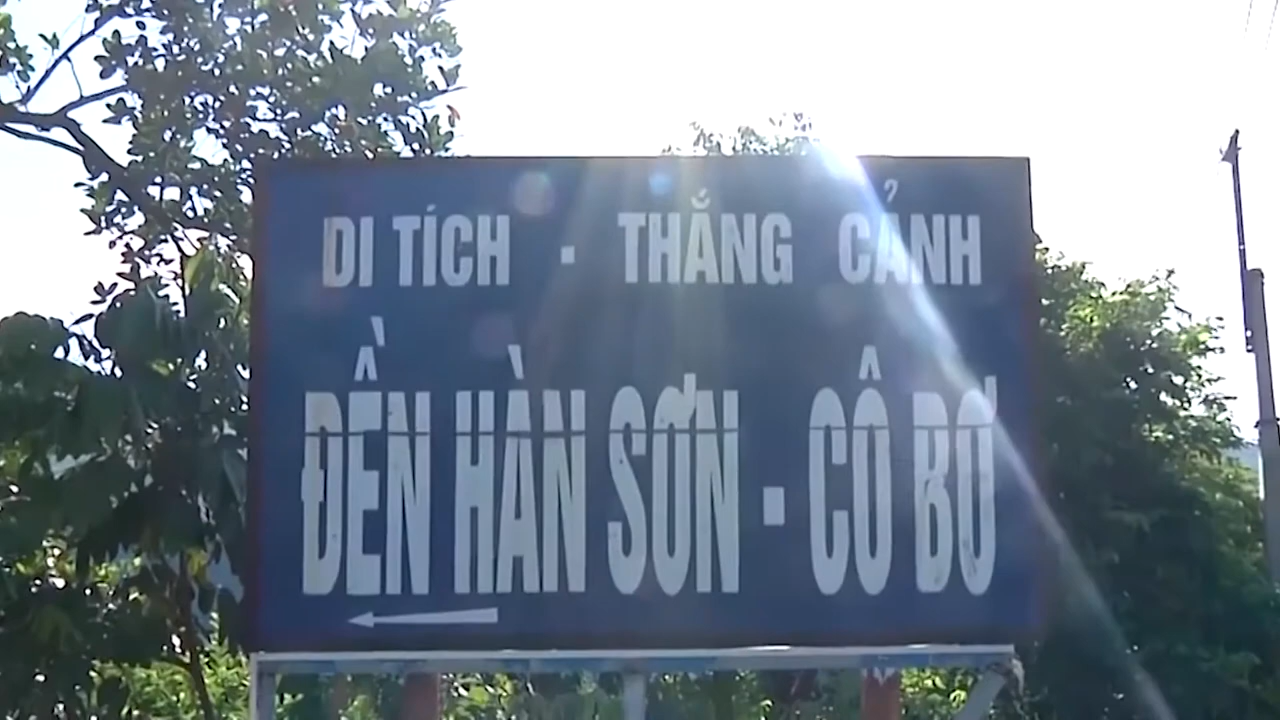 DI TÍCH · THẮNG CẢNH
ĐỀN HÀN SƠN · CÔ BƠ